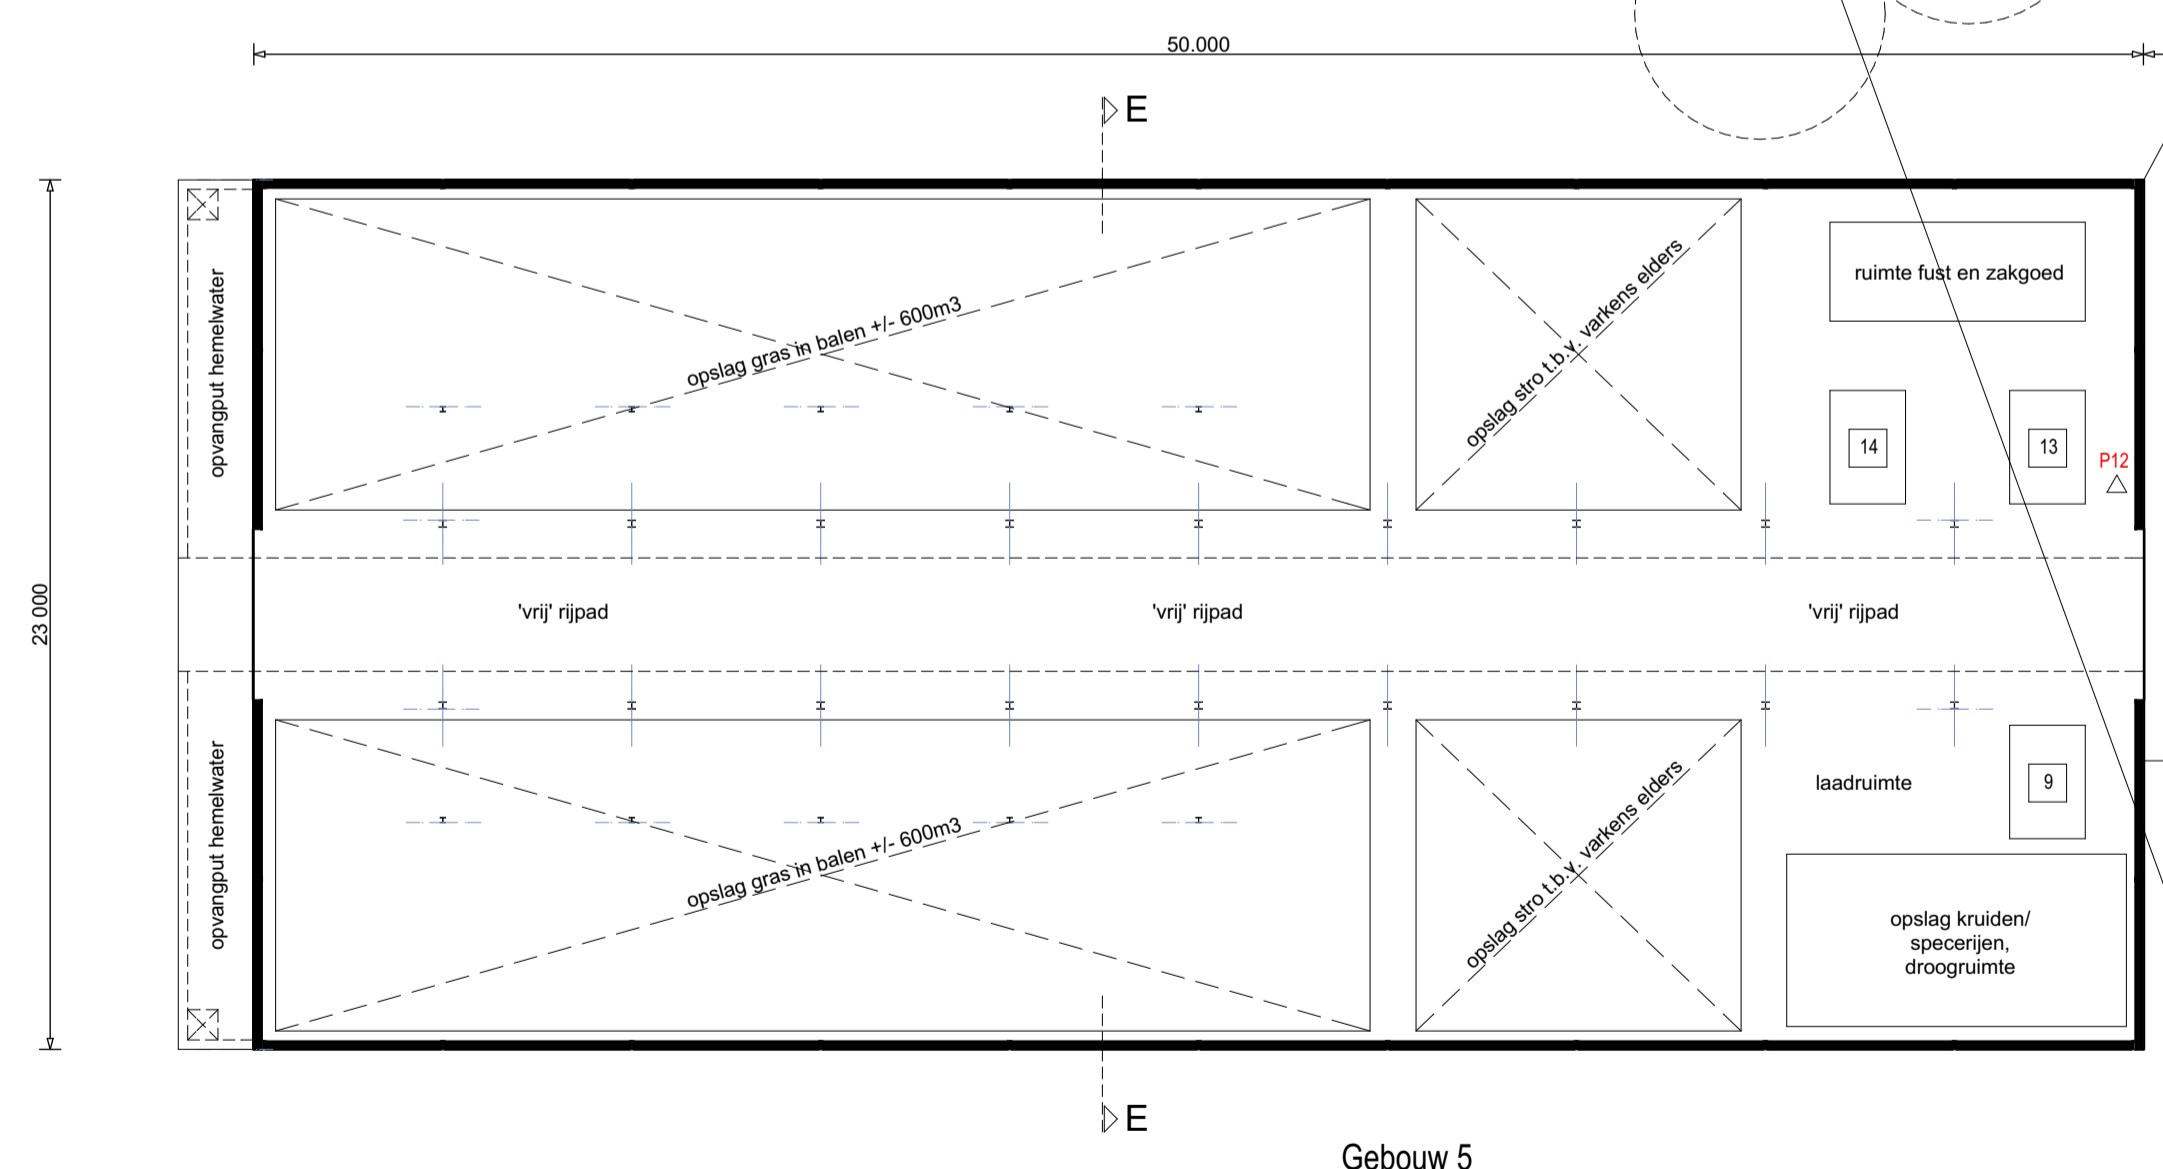 50.000
E
opvangput hemelwater
opslag gras in balen +/- 600m3
opslag stro t.b.v. varkens elders
ruimte fust en zakgoed
14
13
P12
23 000
'vrij' rijpad
'vrij' rijpad
'vrij' rijpad
opvangput hemelwater
opslag gras in balen +/- 600m3
opslag stro t.b.v. varkens elders
laadruimte
9
opslag kruiden/
specerijen,
droogruimte
E
Gebouw 5